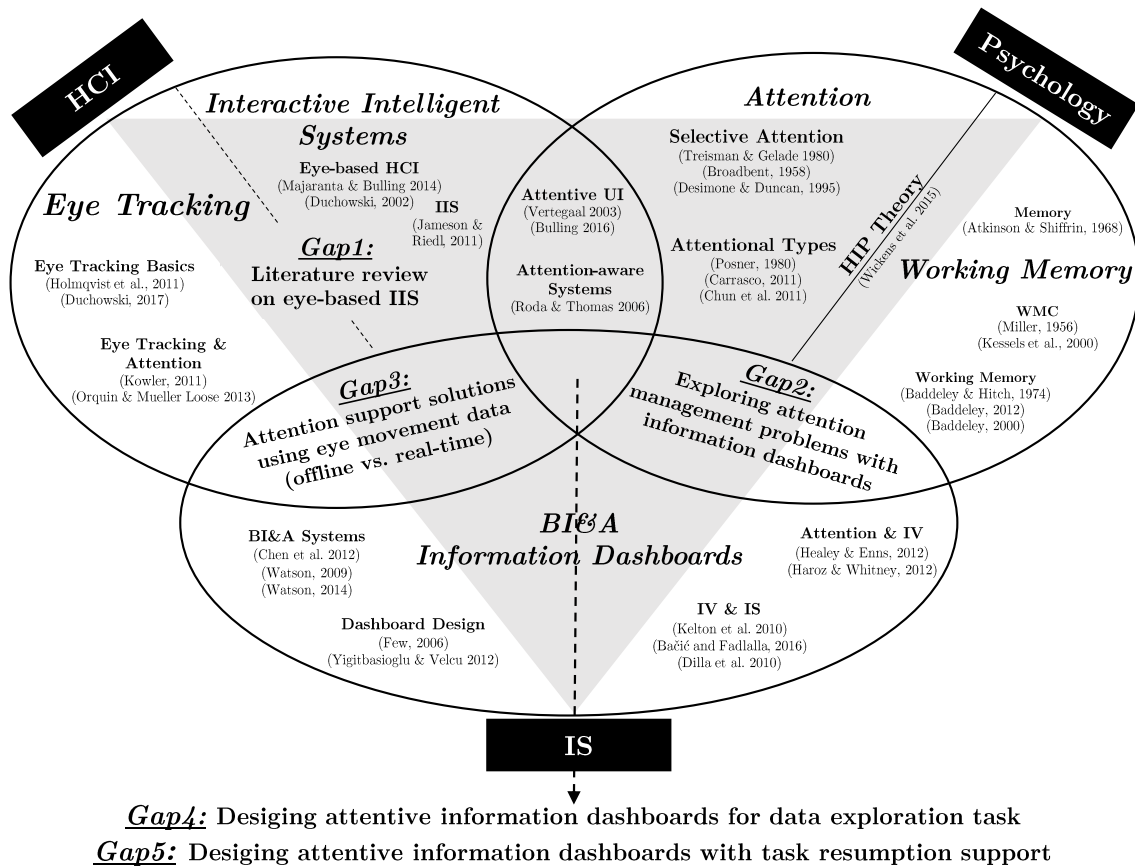 HCI
Psychology
Interactive Intelligent
Systems
Eye-based HCI
(Majaranta & Bulling 2014)
(Duchowski, 2002)
IIS
(Jameson &
Riedl, 2011)
Eye Tracking
Eye Tracking Basics
(Holmqvist et al., 2011)
(Duchowski, 2017)
Eye Tracking &
Attention
(Kowler, 2011)
(Orquin & Mueller Loose 2013)
Gap1:
Literature review
on eye-based IIS
Attentive UI
(Vertegaal 2003)
(Bulling 2016)
Attention-aware
Systems
(Roda & Thomas 2006)
Attention
Selective Attention
(Treisman & Gelade 1980)
(Broadbent, 1958)
(Desimone & Duncan, 1995)
Attentional Types
(Posner, 1980)
(Carrasco, 2011)
(Chun et al. 2011)
HIP Theory
(Wickens et al. 2015)
Memory
(Atkinson & Shiffrin, 1968)
Working Memory
WMC
(Miller, 1956)
(Kessels et al., 2000)
Working Memory
(Baddeley & Hitch, 1974)
(Baddeley, 2012)
(Baddeley, 2000)
Gap3:
Attention support solutions
using eye movement data
(offline vs. real-time)
Gap2:
Exploring attention
management problems with
information dashboards
BI&A
Information Dashboards
BI&A Systems
(Chen et al. 2012)
(Watson, 2009)
(Watson, 2014)
Dashboard Design
(Few, 2006)
(Yigitbasioglu & Velcu 2012)
Attention & IV
(Healey & Enns, 2012)
(Haroz & Whitney, 2012)
IV & IS
(Kelton et al. 2010)
(Bačić and Fadlalla, 2016)
(Dilla et al. 2010)
IS
Gap4: Desiging attentive information dashboards for data exploration task
Gap5: Desiging attentive information dashboards with task resumption support